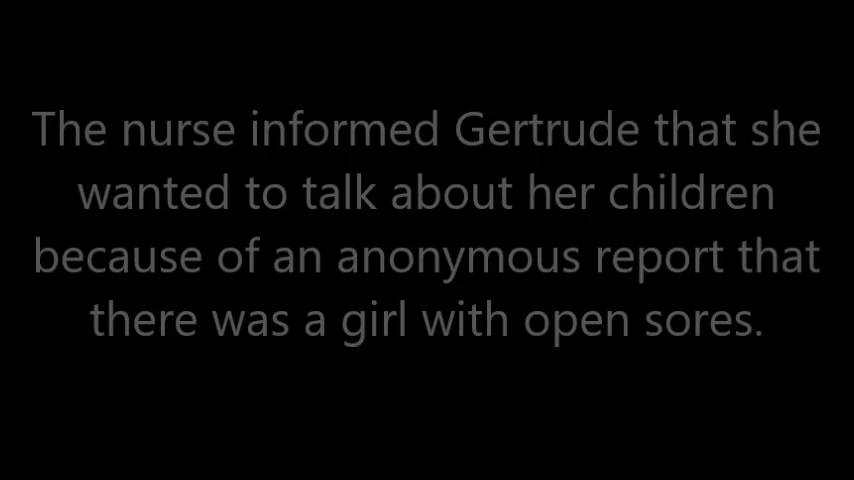 The nurse informed Gertrude that she
wanted to talk about her children
because of an anonymous report that
there was a girl with open sores.